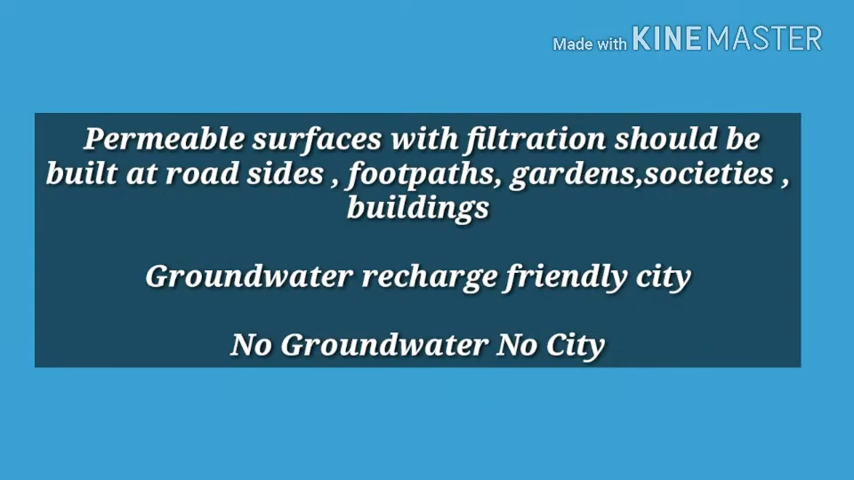 Made with KINEMASTER
Permeable surfaces with filtration should be
built at road sides , footpaths, gardens,societies ,
buildings
Groundwater recharge friendly city
No Groundwater No City